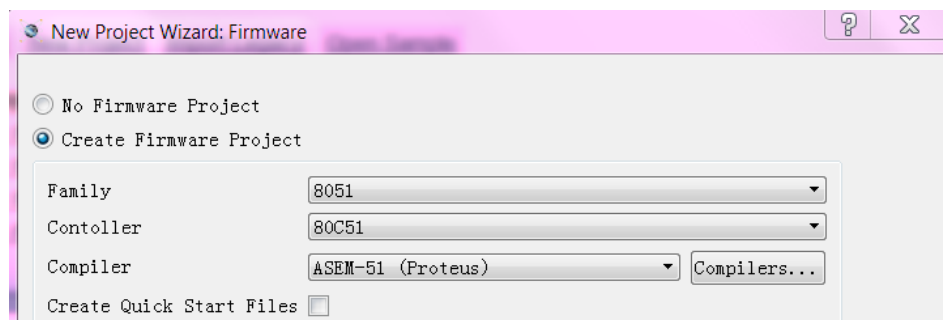 New Project Wizard: Firmware
No Firmware Project
Create Firmware Project
Family 8051
Contoller 80C51
Compiler ASEM-51 (Proteus) Compilers...
Create Quick Start Files